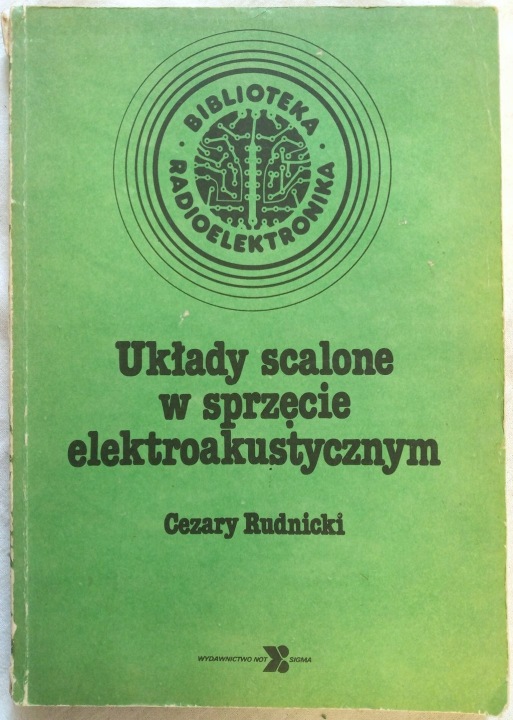 • BIBLIOTEKA •
RADIOELEKTRONIKA
Układy scalone
w sprzęcie
elektroakustycznym
Cezary Rudnicki
WYDAWNICTWO NOT SIGMA